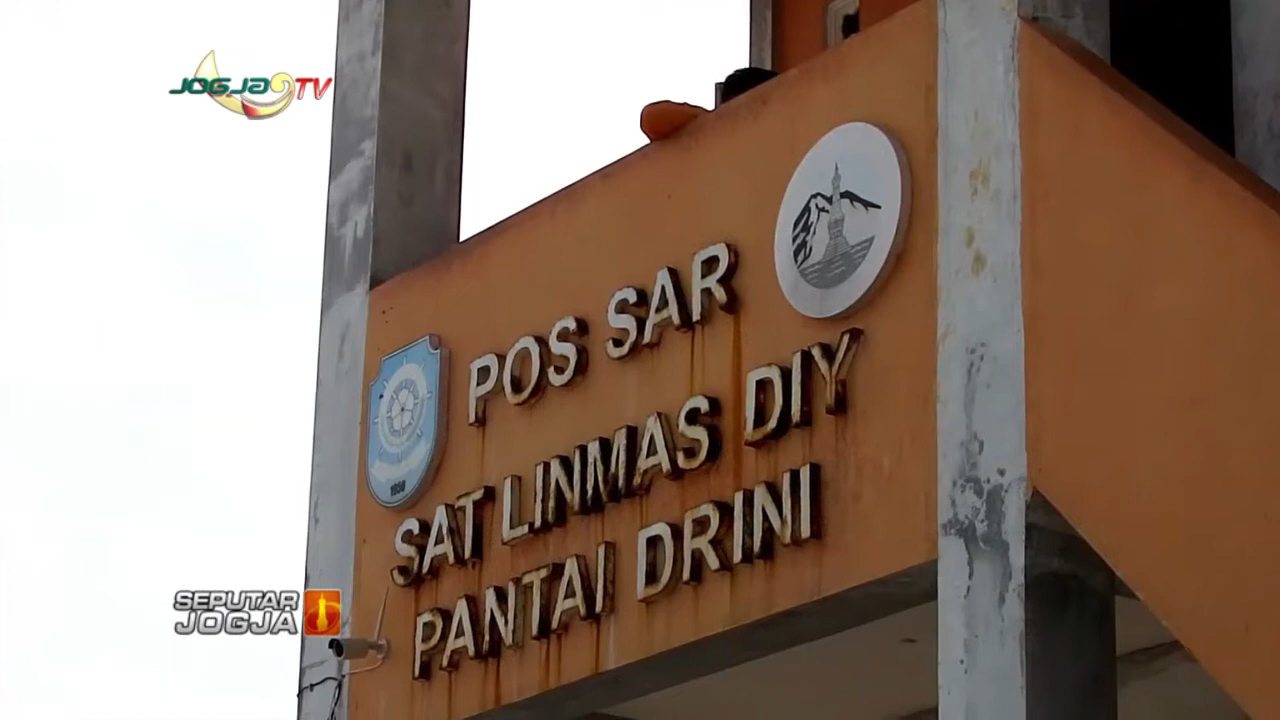 JOGJA TV
POS SAR
SAT LINMAS DIY
PANTAI DRINI
SEPUTAR
JOGJA